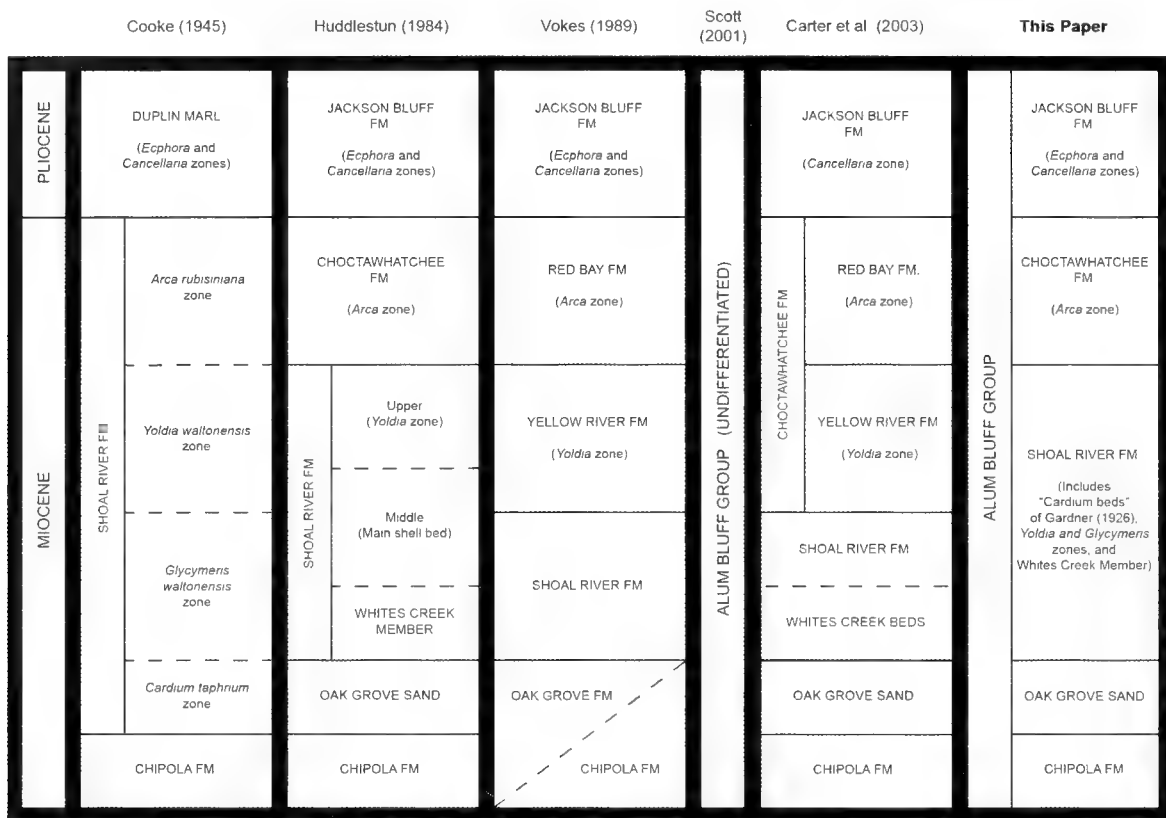 Cooke (1945)
Huddlestun (1984)
Vokes (1989)
Scott
(2001)
Carter et al (2003)
This Paper
PLIOCENE
MIOCENE
DUPLIN MARL
(Ecphora and
Cancellaria zones)
SHOAL RIVER FM
Arca rubisiniana
zone
Yoldia waltonensis
zone
Glycymeris
waltonensis
zone
Cardium taphrium
zone
CHIPOLA FM
JACKSON BLUFF
FM
(Ecphora and
Cancellaria zones)
CHOCTAWHATCHEE
FM
(Arca zone)
SHOAL RIVER FM
Upper
(Yoldia zone)
Middle
(Main shell bed)
WHITES CREEK
MEMBER
OAK GROVE SAND
CHIPOLA FM
JACKSON BLUFF
FM
(Ecphora and
Cancellaria zones)
RED BAY FM
(Arca zone)
YELLOW RIVER FM
(Yoldia zone)
SHOAL RIVER FM
OAK GROVE FM
CHIPOLA FM
ALUM BLUFF GROUP (UNDIFFERENTIATED)
JACKSON BLUFF
FM
(Cancellaria zone)
CHOCTAWHATCHEE FM
RED BAY FM.
(Arca zone)
YELLOW RIVER FM
(Yoldia zone)
SHOAL RIVER FM
WHITES CREEK BEDS
OAK GROVE SAND
CHIPOLA FM
ALUM BLUFF GROUP
JACKSON BLUFF
FM
(Ecphora and
Cancellaria zones)
CHOCTAWHATCHEE
FM
(Arca zone)
SHOAL RIVER FM
(Includes
"Cardium beds"
of Gardner (1926),
Yoldia and Glycymeris
zones, and
Whites Creek Member)
OAK GROVE SAND
CHIPOLA FM